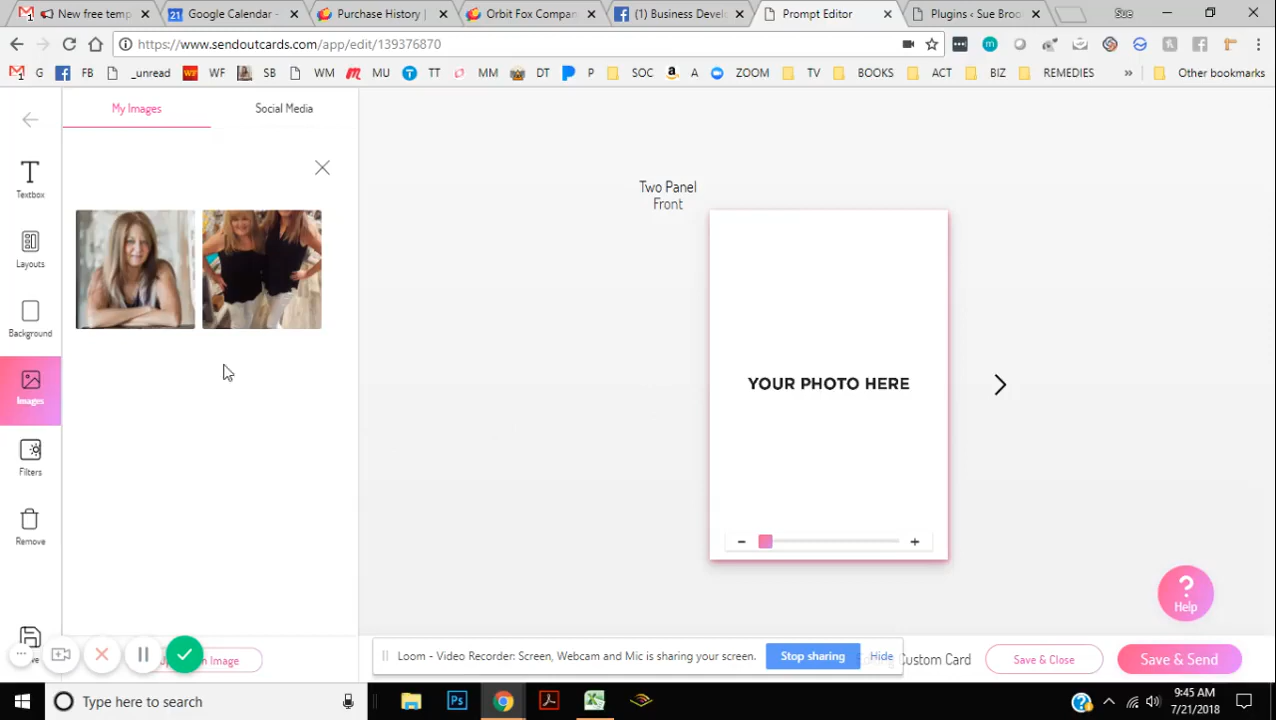 New free temp
Google Calendar -
Purchase History
Orbit Fox Compa
(1) Business Devel
Prompt Editor
Plugins ‹ Sue Broo
Sue
https://www.sendoutcards.com/app/edit/139376870
G
FB
_unread
WF
SB
WM
MU
TT
MM
DT
P
SOC
A
ZOOM
TV
BOOKS
ACT
BIZ
REMEDIES
»
Other bookmarks
My Images
Social Media
Textbox
Layouts
Background
Images
Filters
Remove
Two Panel
Front
YOUR PHOTO HERE
Help
n Image
Loom - Video Recorder: Screen, Webcam and Mic is sharing your screen.
Stop sharing
Hide
Custom Card
Save & Close
Save & Send
Type here to search
9:45 AM
7/21/2018